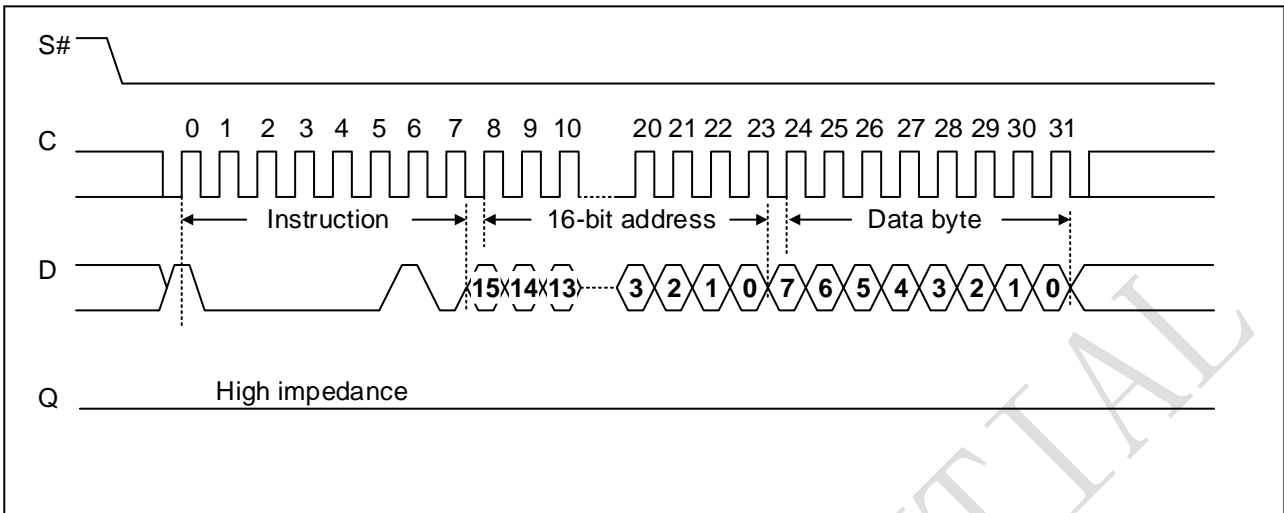 S#
0 1 2 3 4 5 6 7 8 9 10 20 21 22 23 24 25 26 27 28 29 30 31
C
Instruction 16-bit address Data byte
D
15 14 13 3 2 1 0 7 6 5 4 3 2 1 0
High impedance
Q
TIAL